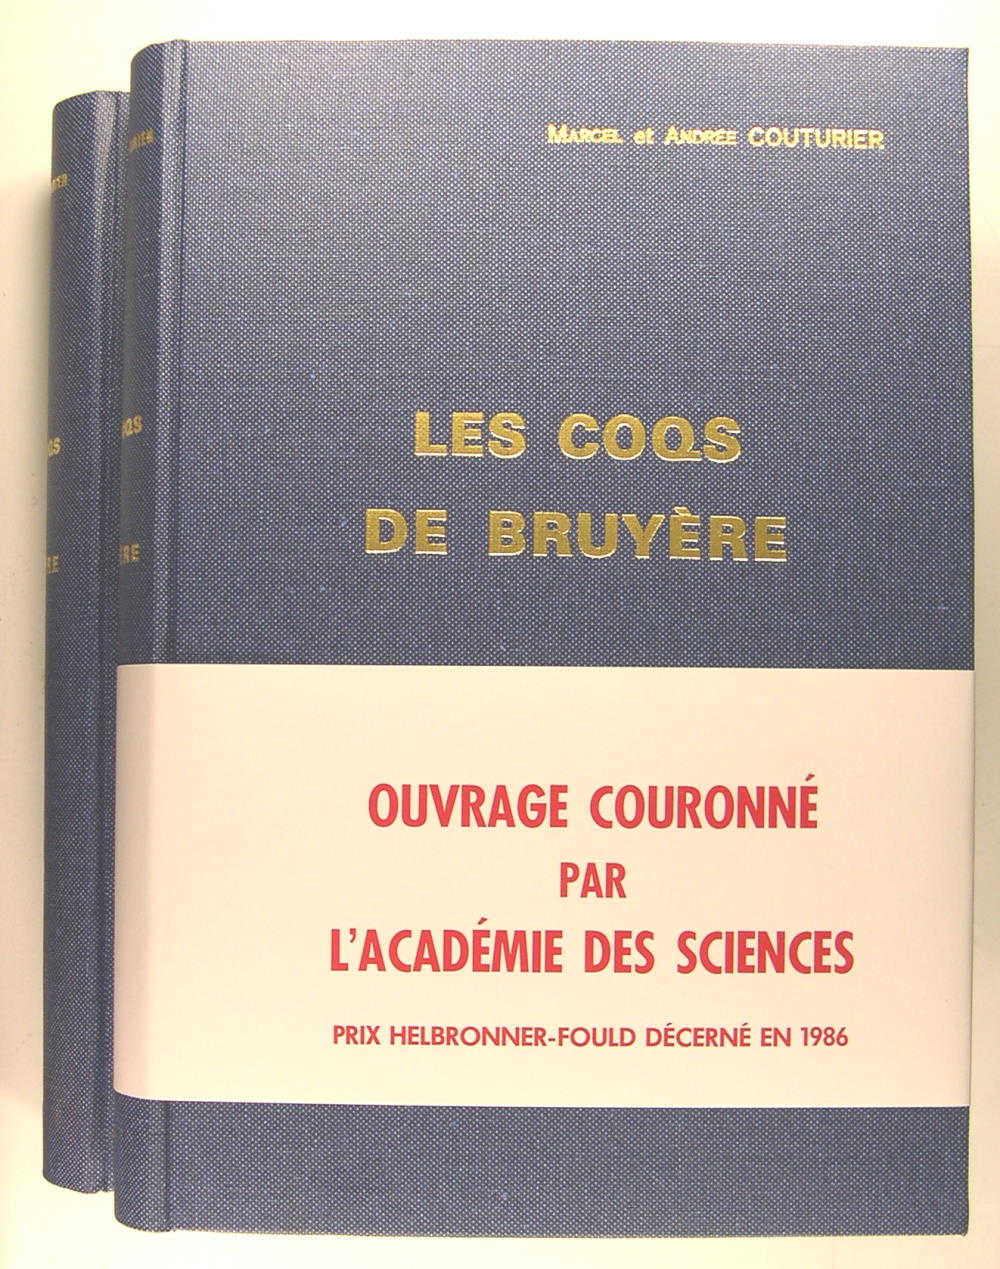 MARCEL et ANDREE COUTURIER
LES COQS
DE BRUYÈRE
OUVRAGE COURONNÉ
PAR
L'ACADÉMIE DES SCIENCES
PRIX HELBRONNER-FOULD DÉCERNÉ EN 1986